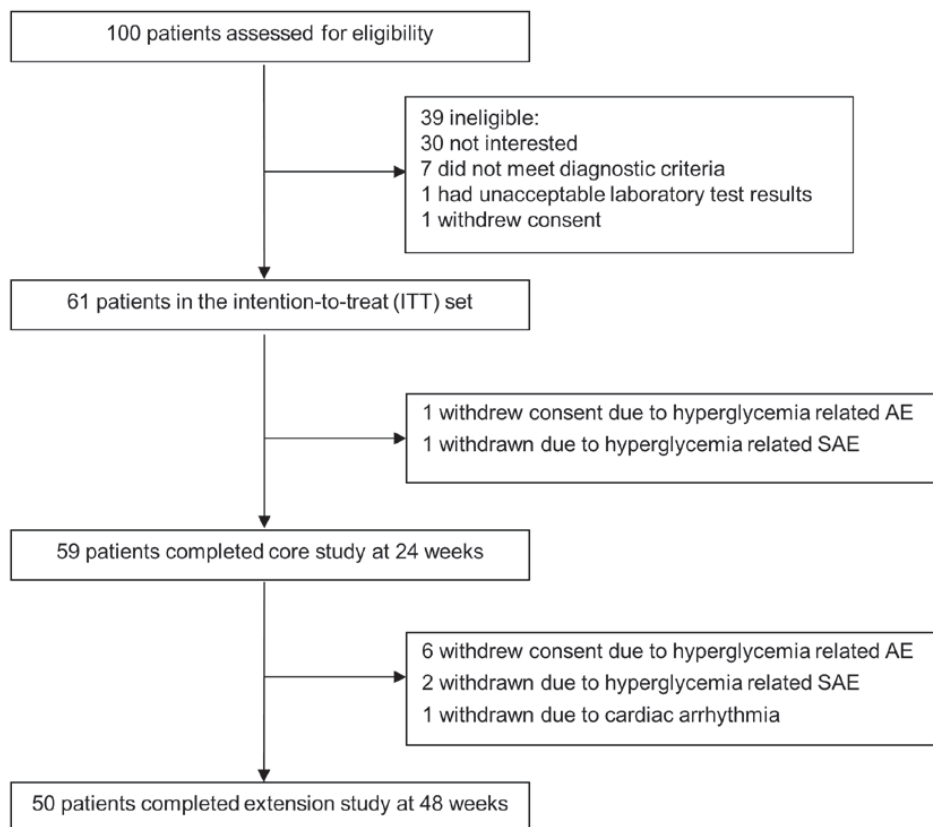 100 patients assessed for eligibility
39 ineligible:
30 not interested
7 did not meet diagnostic criteria
1 had unacceptable laboratory test results
1 withdrew consent
61 patients in the intention-to-treat (ITT) set
1 withdrew consent due to hyperglycemia related AE
1 withdrawn due to hyperglycemia related SAE
59 patients completed core study at 24 weeks
6 withdrew consent due to hyperglycemia related AE
2 withdrawn due to hyperglycemia related SAE
1 withdrawn due to cardiac arrhythmia
50 patients completed extension study at 48 weeks